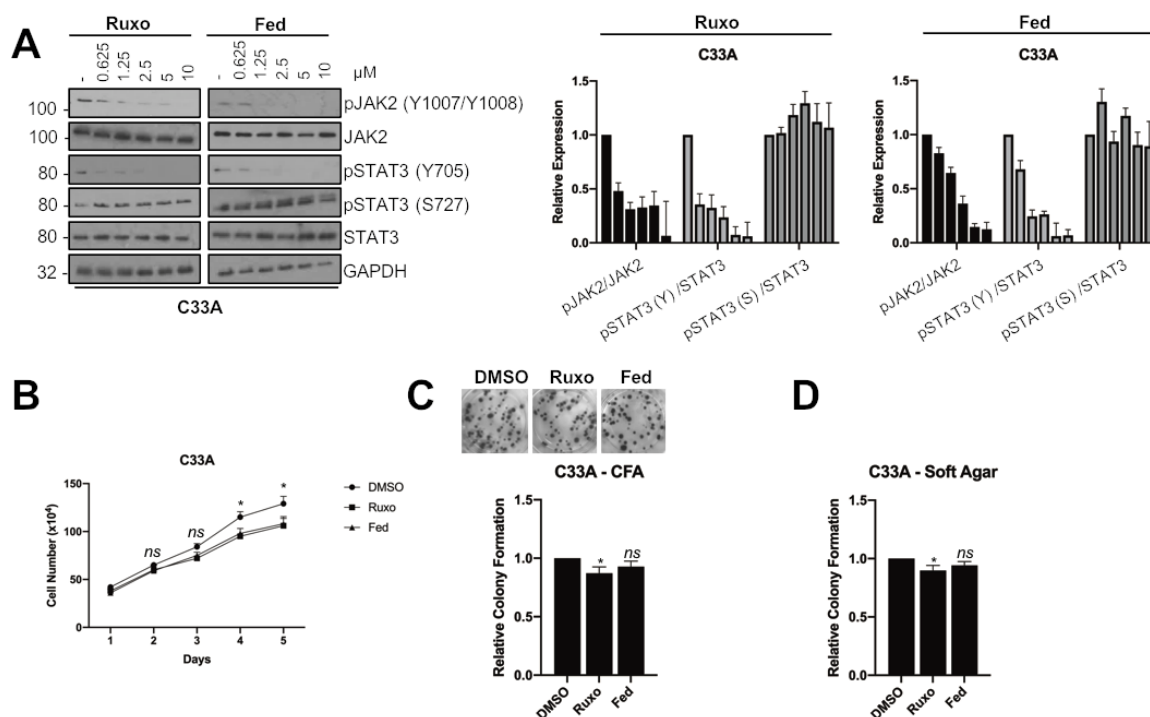 A
Ruxo
Fed
- 0.625 1.25 2.5 5 10
- 0.625 1.25 2.5 5 10
µM
100 -
pJAK2 (Y1007/Y1008)
100 -
JAK2
80 -
pSTAT3 (Y705)
80 -
pSTAT3 (S727)
80 -
STAT3
32 -
GAPDH
C33A
Ruxo
C33A
Relative Expression
1.5
1.0
0.5
0.0
pJAK2/JAK2
pSTAT3 (Y) /STAT3
pSTAT3 (S) /STAT3
Fed
C33A
Relative Expression
1.5
1.0
0.5
0.0
pJAK2/JAK2
pSTAT3 (Y) /STAT3
pSTAT3 (S) /STAT3
B
C33A
Cell Number (x10⁴)
150
100
50
ns
ns
*
*
1 2 3 4 5
Days
DMSO
Ruxo
Fed
C
DMSO Ruxo Fed
C33A - CFA
Relative Colony Formation
1.5
1.0
0.5
0.0
*
ns
DMSO Ruxo Fed
D
C33A - Soft Agar
Relative Colony Formation
1.5
1.0
0.5
0.0
*
ns
DMSO Ruxo Fed